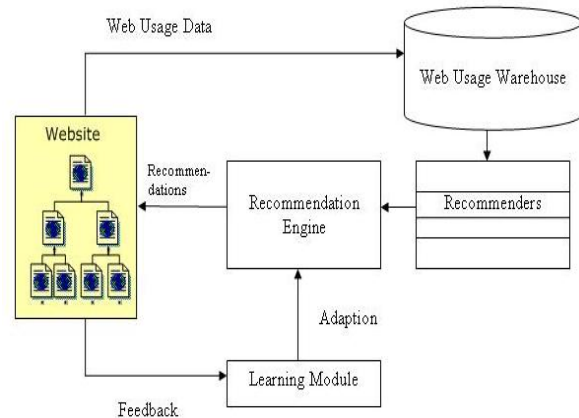 Web Usage Data
Web Usage Warehouse
Website
Recommen-
dations
Recommendation
Engine
Recommenders
Adaption
Learning Module
Feedback